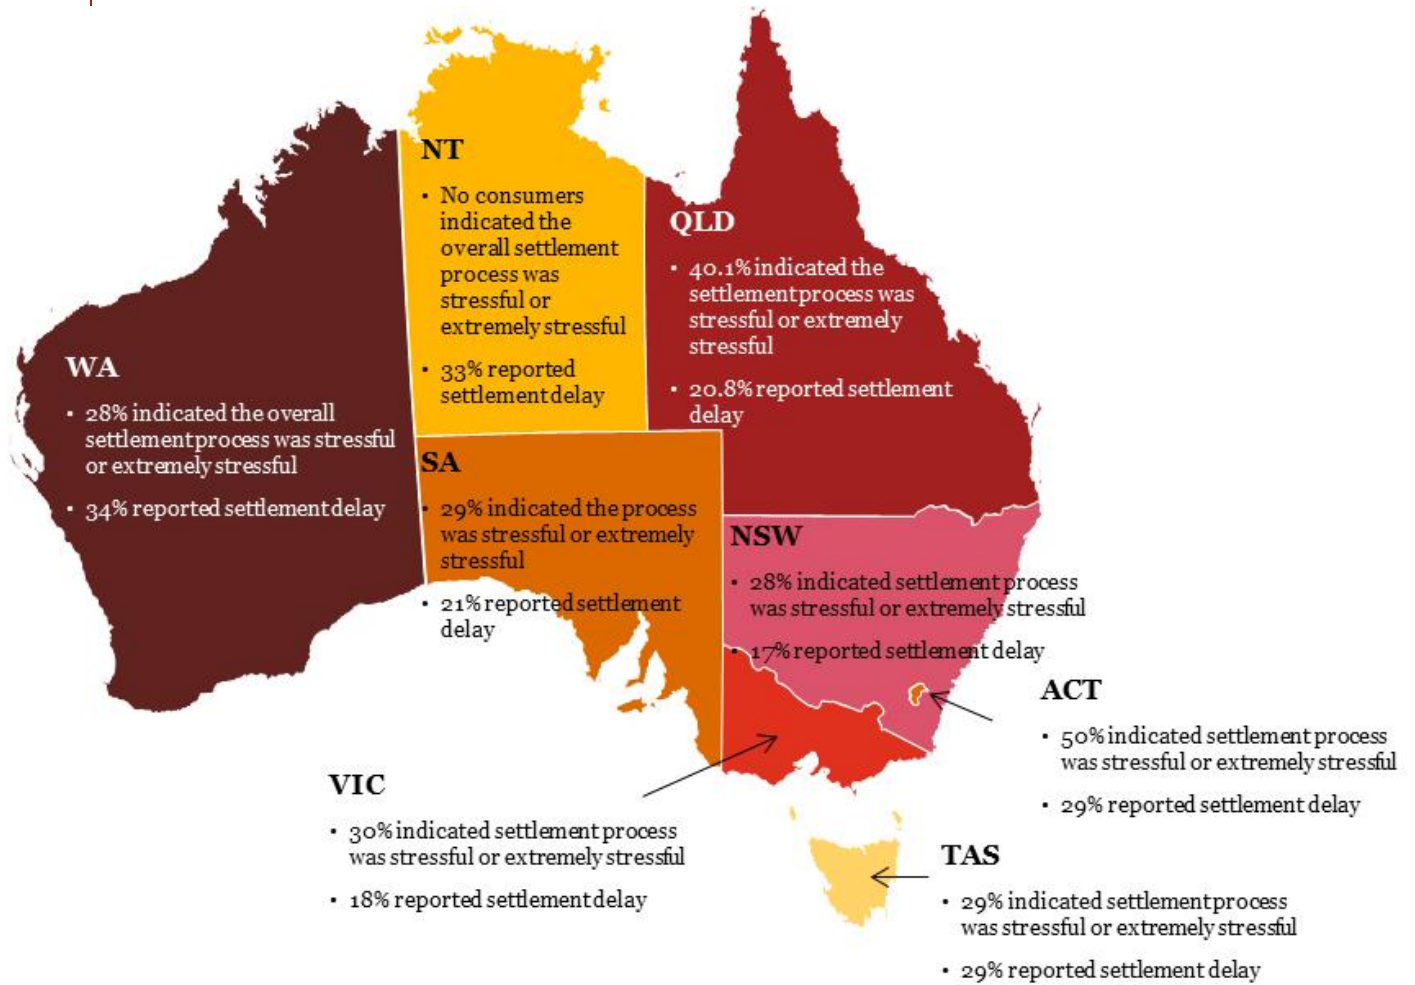 NT
• No consumers
indicated the
overall settlement
process was
stressful or
extremely stressful
• 33% reported
settlement delay
QLD
• 40.1% indicated the
settlement process was
stressful or extremely
stressful
• 20.8% reported settlement
delay
WA
• 28% indicated the overall
settlement process was stressful
or extremely stressful
• 34% reported settlement delay
SA
• 29% indicated the process
was stressful or extremely
stressful
• 21% reported settlement
delay
NSW
• 28% indicated settlement process
was stressful or extremely stressful
• 17% reported settlement delay
ACT
• 50% indicated settlement process
was stressful or extremely stressful
• 29% reported settlement delay
VIC
• 30% indicated settlement process
was stressful or extremely stressful
• 18% reported settlement delay
TAS
• 29% indicated settlement process
was stressful or extremely stressful
• 29% reported settlement delay